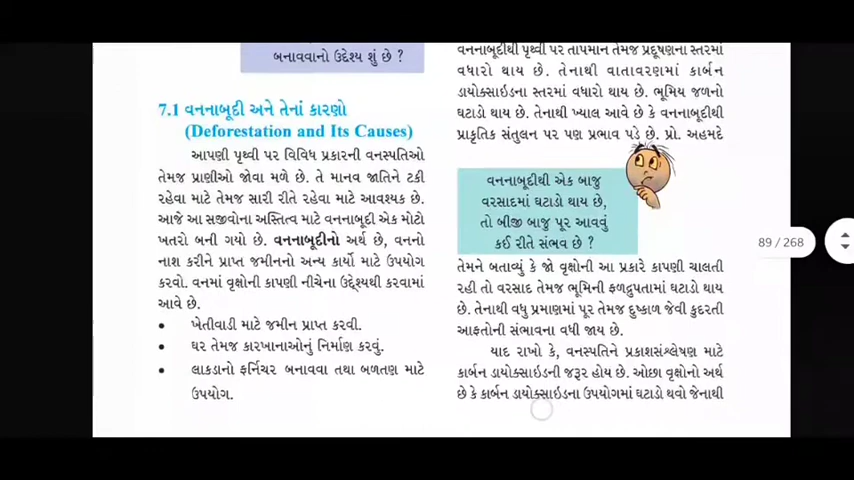 બનાવવાનો ઉદ્દેશ્ય શું છે ?
7.1 વનનાબૂદી અને તેનાં કારણો
(Deforestation and Its Causes)
આપણી પૃથ્વી પર વિવિધ પ્રકારની વનસ્પતિઓ
તેમજ પ્રાણીઓ જોવા મળે છે. તે માનવ જાતિને ટકી
રહેવા માટે તેમજ સારી રીતે રહેવા માટે આવશ્યક છે.
આજે આ સજીવોના અસ્તિત્વ માટે વનનાબૂદી એક મોટો
ખતરો બની ગયો છે. વનનાબૂદીનો અર્થ છે, વનનો
નાશ કરીને પ્રાપ્ત જમીનનો અન્ય કાર્યો માટે ઉપયોગ
કરવો. વનમાં વૃક્ષોની કાપણી નીચેના ઉદ્દેશ્યથી કરવામાં
આવે છે.
• ખેતીવાડી માટે જમીન પ્રાપ્ત કરવી.
• ઘર તેમજ કારખાનાઓનું નિર્માણ કરવું.
• લાકડાનો ફર્નિચર બનાવવા તથા બળતણ માટે
ઉપયોગ.
વનનાબૂદીથી પૃથ્વી પર તાપમાન તેમજ પ્રદૂષણના સ્તરમાં
વધારો થાય છે. તેનાથી વાતાવરણમાં કાર્બન
ડાયોક્સાઇડના સ્તરમાં વધારો થાય છે. ભૂમિય જળનો
ઘટાડો થાય છે. તેનાથી ખ્યાલ આવે છે કે વનનાબૂદીથી
પ્રાકૃતિક સંતુલન પર પણ પ્રભાવ પડે છે. પ્રો. અહમદે
વનનાબૂદીથી એક બાજુ
વરસાદમાં ઘટાડો થાય છે,
તો બીજી બાજુ પૂર આવવું
કઈ રીતે સંભવ છે ?
તેમને બતાવ્યું કે જો વૃક્ષોની આ પ્રકારે કાપણી ચાલતી
રહી તો વરસાદ તેમજ ભૂમિની ફળદ્રુપતામાં ઘટાડો થાય
છે. તેનાથી વધુ પ્રમાણમાં પૂર તેમજ દુષ્કાળ જેવી કુદરતી
આફતોની સંભાવના વધી જાય છે.
યાદ રાખો કે, વનસ્પતિને પ્રકાશસંશ્લેષણ માટે
કાર્બન ડાયોક્સાઇડની જરૂર હોય છે. ઓછા વૃક્ષોનો અર્થ
છે કે કાર્બન ડાયોક્સાઇડના ઉપયોગમાં ઘટાડો થવો જેનાથી
89 / 268